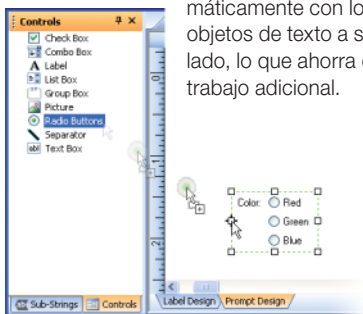 máticamente con lo
objetos de texto a s
lado, lo que ahorra
trabajo adicional.
Controls
Check Box
Combo Box
Label
List Box
Group Box
Picture
Radio Buttons
Separator
Text Box
Color: Red
Green
Blue
Sub-Strings Controls
Label Design Prompt Design